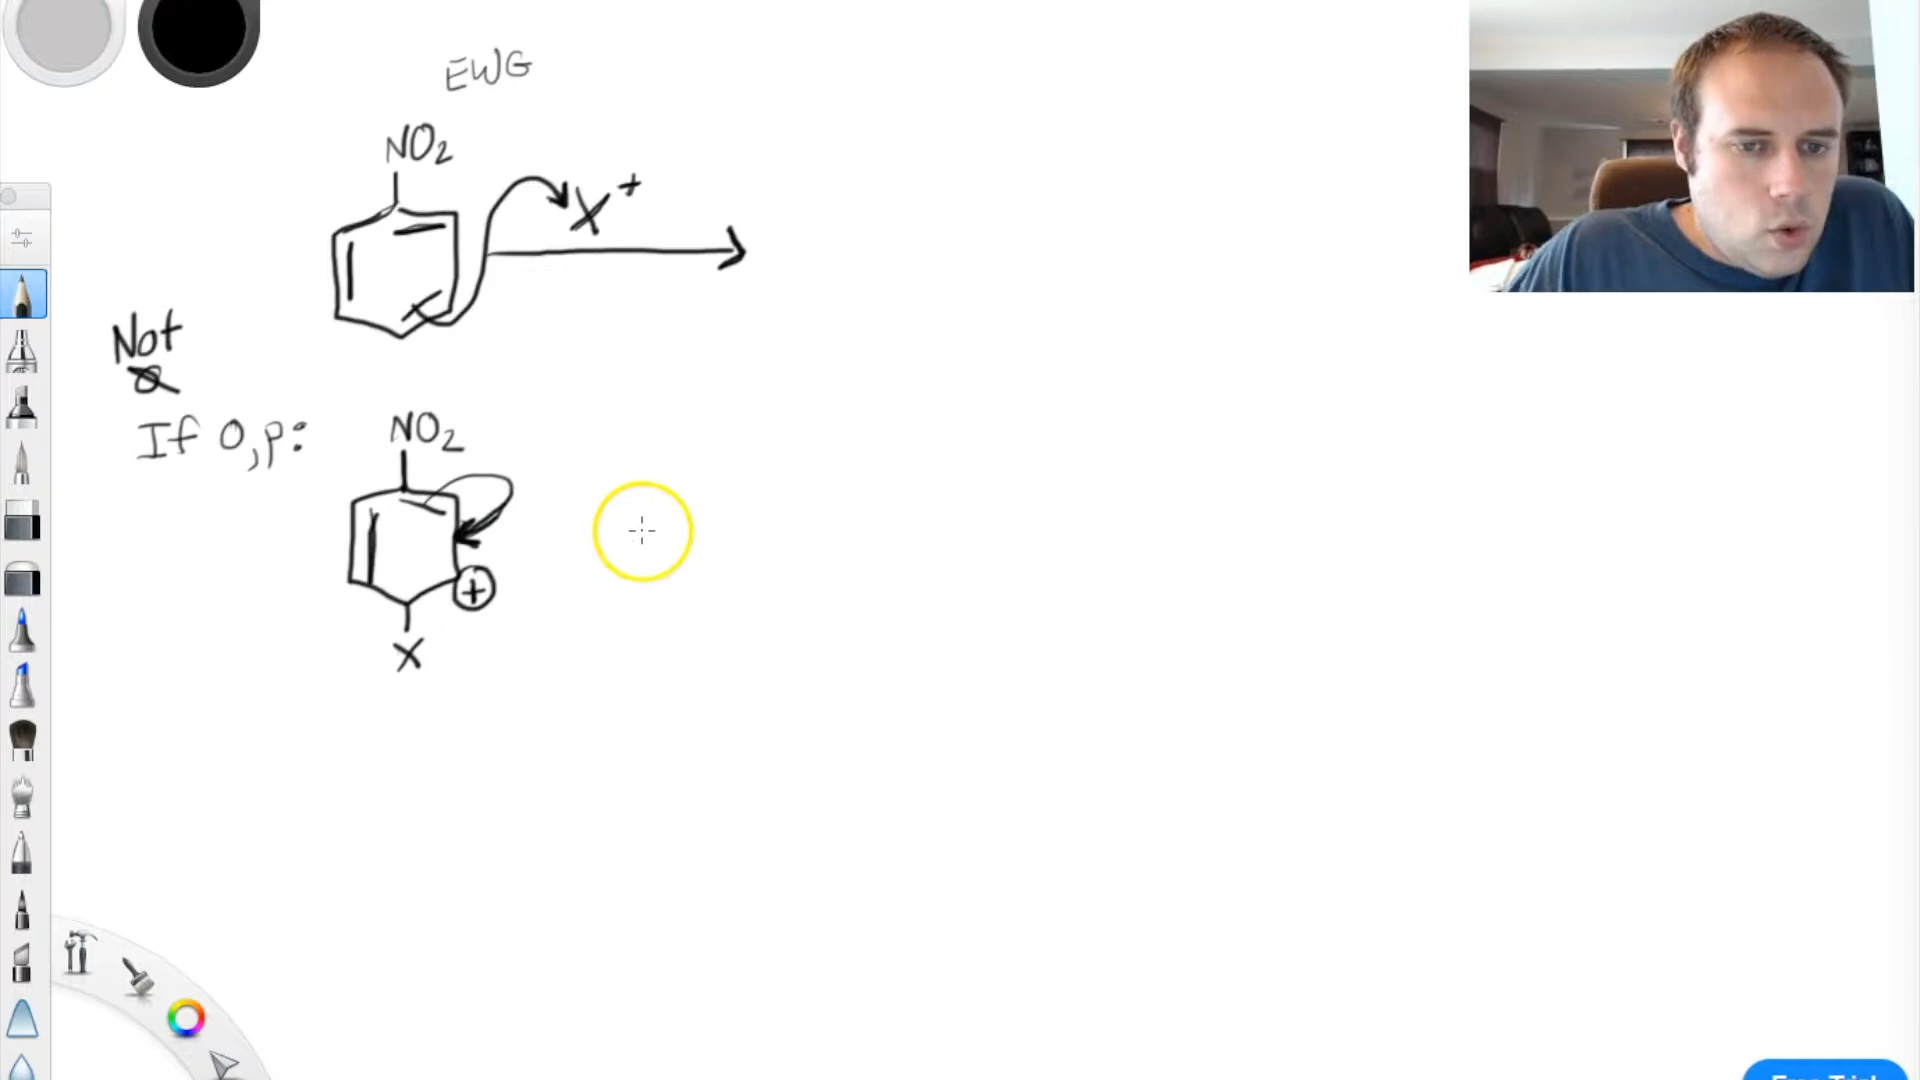 EWG
NO2
X+
Not
If O,p:
NO2
+
X